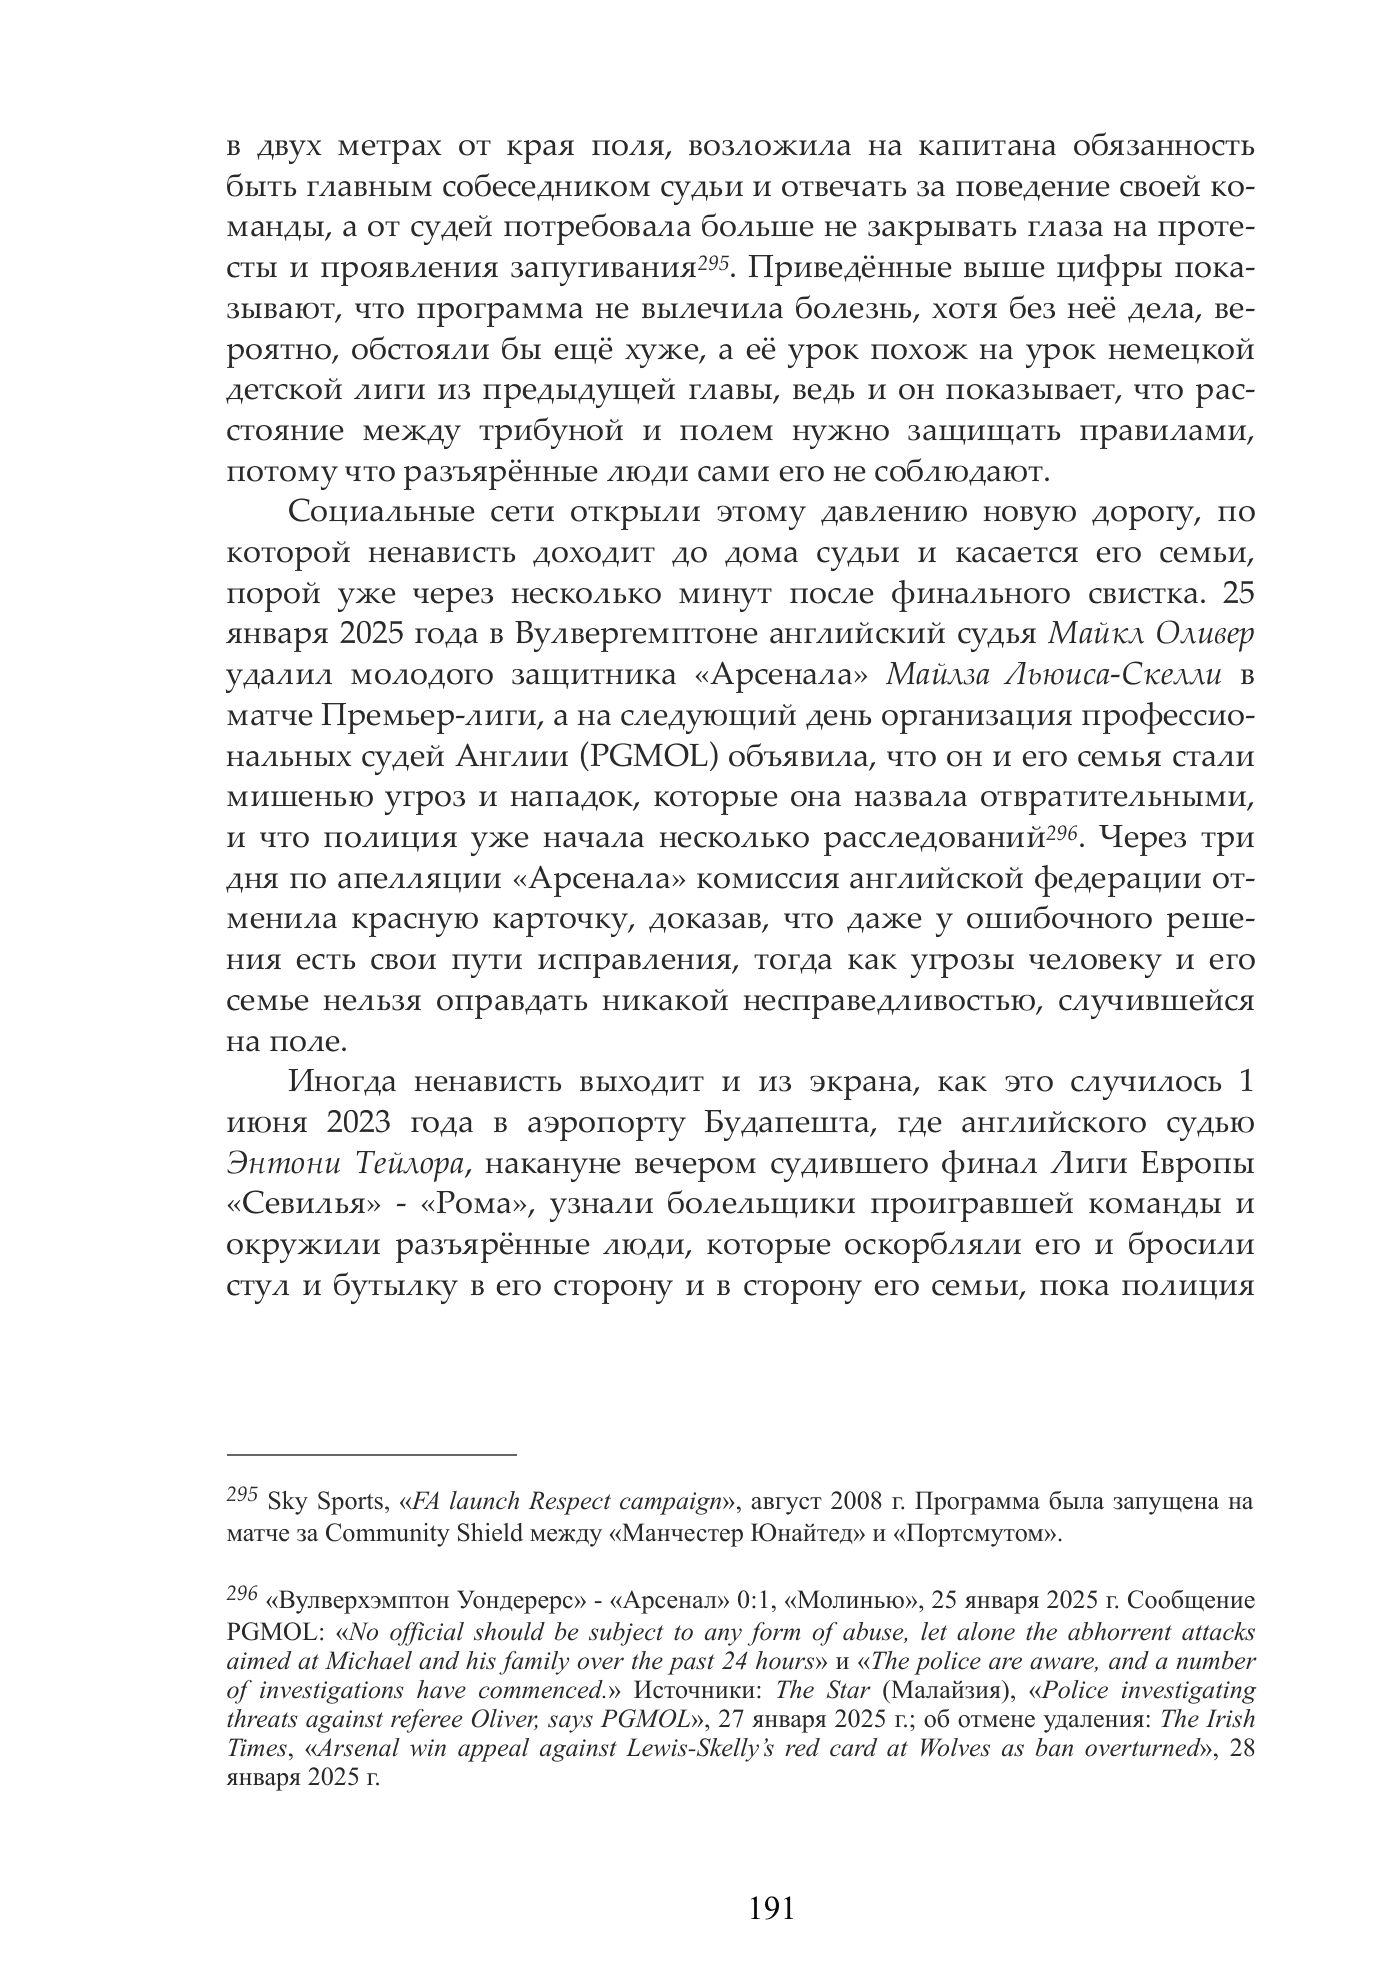 в двух метрах от края поля, возложила на капитана обязанность
быть главным собеседником судьи и отвечать за поведение своей ко-
манды, а от судей потребовала больше не закрывать глаза на проте-
сты и проявления запугивания295. Приведённые выше цифры пока-
зывают, что программа не вылечила болезнь, хотя без неё дела, ве-
роятно, обстояли бы ещё хуже, а её урок похож на урок немецкой
детской лиги из предыдущей главы, ведь и он показывает, что рас-
стояние между трибуной и полем нужно защищать правилами,
потому что разъярённые люди сами его не соблюдают.
Социальные сети открыли этому давлению новую дорогу, по
которой ненависть доходит до дома судьи и касается его семьи,
порой уже через несколько минут после финального свистка. 25
января 2025 года в Вулвергемптоне английский судья Майкл Оливер
удалил молодого защитника «Арсенала» Майлза Льюиса-Скелли в
матче Премьер-лиги, а на следующий день организация профессио-
нальных судей Англии (PGMOL) объявила, что он и его семья стали
мишенью угроз и нападок, которые она назвала отвратительными,
и что полиция уже начала несколько расследований296. Через три
дня по апелляции «Арсенала» комиссия английской федерации от-
менила красную карточку, доказав, что даже у ошибочного реше-
ния есть свои пути исправления, тогда как угрозы человеку и его
семье нельзя оправдать никакой несправедливостью, случившейся
на поле.
Иногда ненависть выходит и из экрана, как это случилось 1
июня 2023 года в аэропорту Будапешта, где английского судью
Энтони Тейлора, накануне вечером судившего финал Лиги Европы
«Севилья» - «Рома», узнали болельщики проигравшей команды и
окружили разъярённые люди, которые оскорбляли его и бросили
стул и бутылку в его сторону и в сторону его семьи, пока полиция
295 Sky Sports, «FA launch Respect campaign», август 2008 г. Программа была запущена на
матче за Community Shield между «Манчестер Юнайтед» и «Портсмутом».
296 «Вулверхэмптон Уондерерс» - «Арсенал» 0:1, «Молинью», 25 января 2025 г. Сообщение
PGMOL: «No official should be subject to any form of abuse, let alone the abhorrent attacks
aimed at Michael and his family over the past 24 hours» и «The police are aware, and a number
of investigations have commenced.» Источники: The Star (Малайзия), «Police investigating
threats against referee Oliver, says PGMOL», 27 января 2025 г.; об отмене удаления: The Irish
Times, «Arsenal win appeal against Lewis-Skelly’s red card at Wolves as ban overturned», 28
января 2025 г.
191